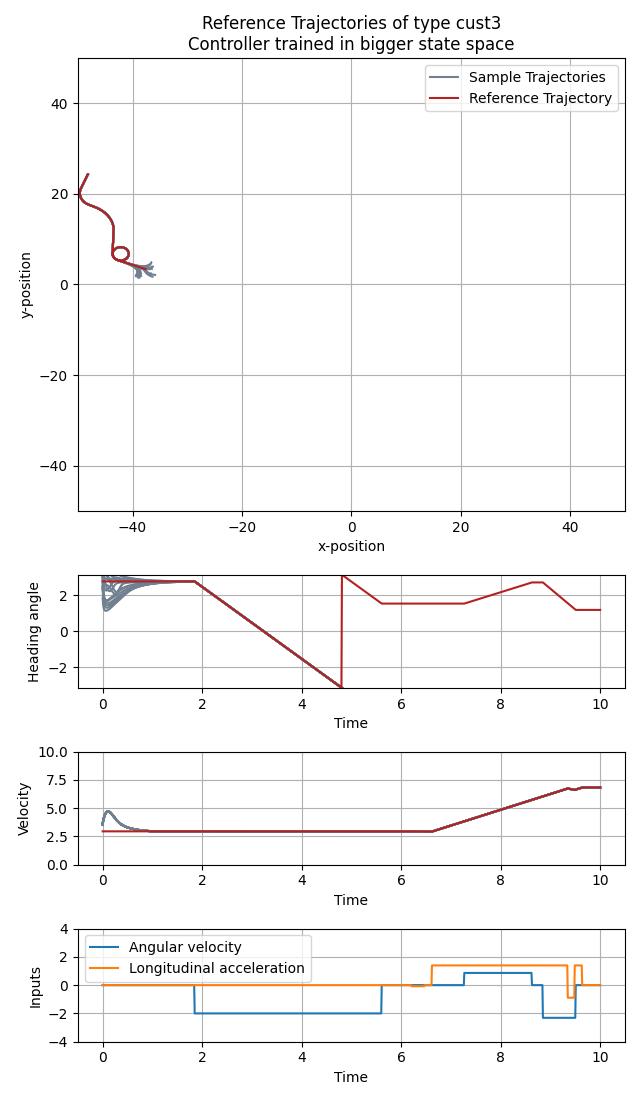 Reference Trajectories of type cust3
Controller trained in bigger state space
Sample Trajectories
Reference Trajectory
40
20
0
−20
−40
y-position
−40 −20 0 20 40
x-position
2
0
−2
Heading angle
0 2 4 6 8 10
Time
10.0
7.5
5.0
2.5
0.0
Velocity
0 2 4 6 8 10
Time
4
2
0
−2
−4
Inputs
Angular velocity
Longitudinal acceleration
0 2 4 6 8 10
Time